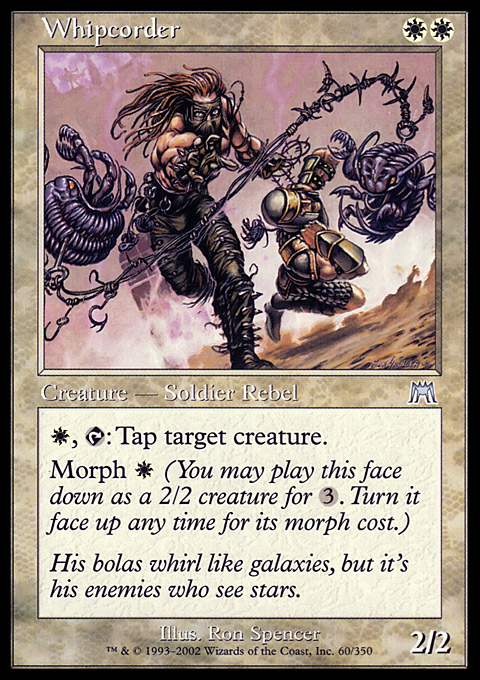 Whipcorder
Creature — Soldier Rebel
, : Tap target creature.
Morph (You may play this face
down as a 2/2 creature for 3. Turn it
face up any time for its morph cost.)
His bolas whirl like galaxies, but it's
his enemies who see stars.
Illus. Ron Spencer
™ & © 1993–2002 Wizards of the Coast, Inc. 60/350
2/2